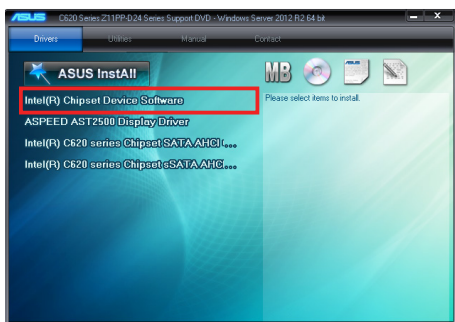 ASUS C620 Series Z11PP-D24 Series Support DVD - Windows Server 2012 R2 64 bit
Drivers Utilities Manual Contact
ASUS InstAll
MB
Intel(R) Chipset Device Software
Please select items to install.
ASPEED AST2500 Display Driver
Intel(R) C620 series Chipset SATA AHCI ...
Intel(R) C620 series Chipset sSATA AHCI...